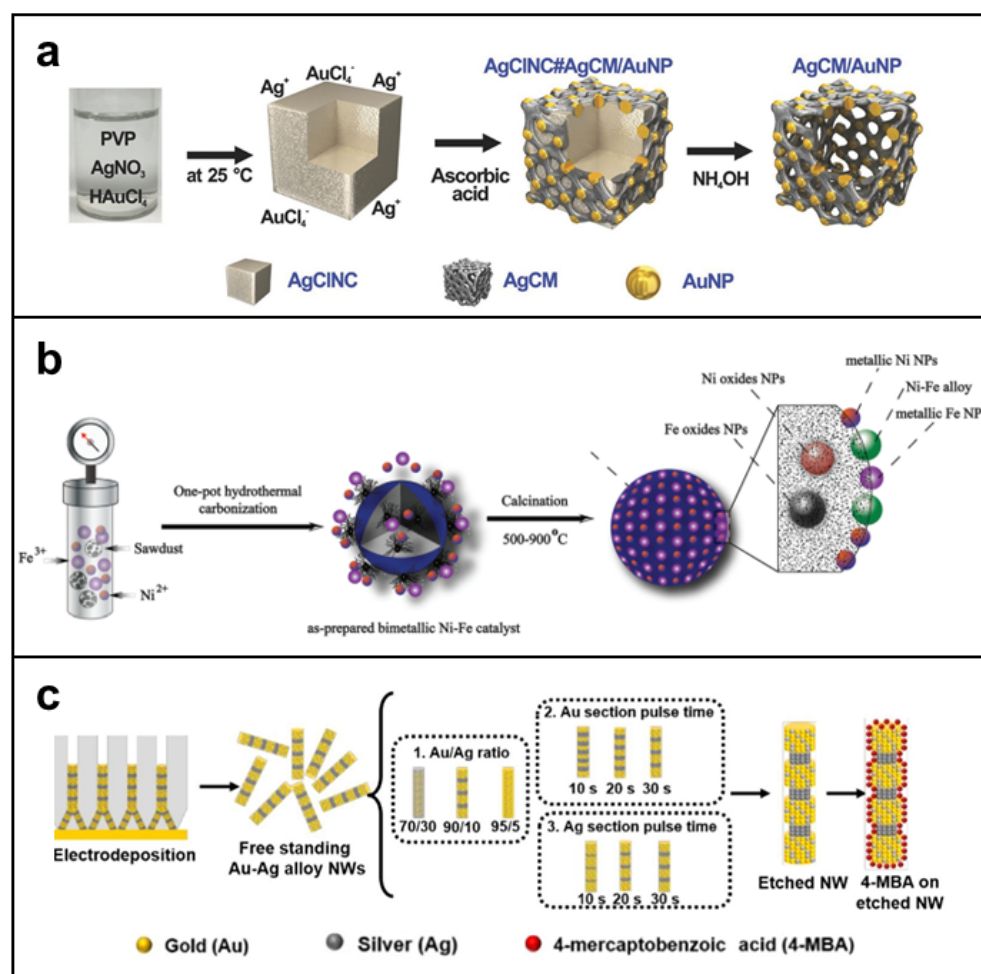 a
PVP
AgNO₃
HAuCl₄
at 25 °C
Ag⁺
AuCl₄⁻
Ag⁺
AuCl₄⁻
Ag⁺
Ascorbic
acid
AgClNC#AgCM/AuNP
NH₄OH
AgCM/AuNP
AgClNC
AgCM
AuNP
b
Fe³⁺
Sawdust
Ni²⁺
One-pot hydrothermal
carbonization
as-prepared bimetallic Ni-Fe catalyst
Calcination
500-900°C
Ni oxides NPs
Fe oxides NPs
metallic Ni NPs
Ni-Fe alloy
metallic Fe NP
c
Electrodeposition
Free standing
Au-Ag alloy NWs
1. Au/Ag ratio
70/30 90/10 95/5
2. Au section pulse time
10 s 20 s 30 s
3. Ag section pulse time
10 s 20 s 30 s
Etched NW
4-MBA on
etched NW
Gold (Au)
Silver (Ag)
4-mercaptobenzoic acid (4-MBA)